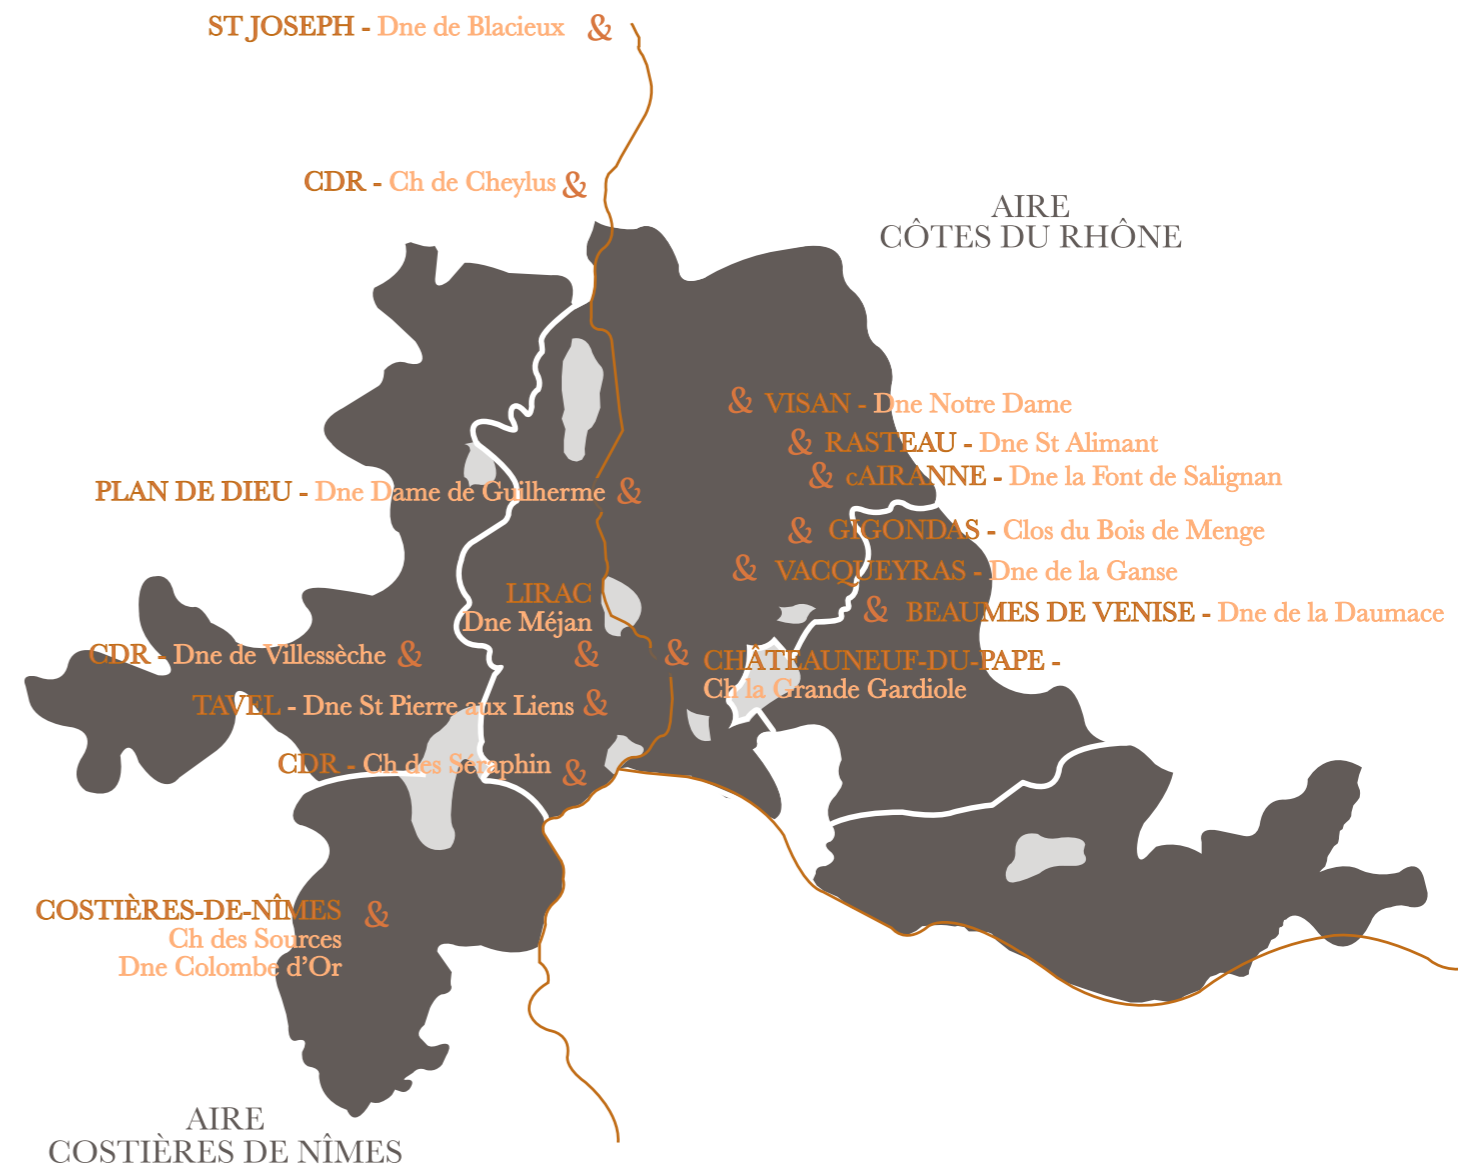 ST JOSEPH - Dne de Blacieux &
CDR - Ch de Cheylus &
AIRE
CÔTES DU RHÔNE
& VISAN - Dne Notre Dame
& RASTEAU - Dne St Alimant
& cAIRANNE - Dne la Font de Salignan
PLAN DE DIEU - Dne Dame de Guilherme &
& GIGONDAS - Clos du Bois de Menge
& VACQUEYRAS - Dne de la Ganse
LIRAC
Dne Méjan
&
& BEAUMES DE VENISE - Dne de la Daumace
CDR - Dne de Villessèche &
& CHÂTEAUNEUF-DU-PAPE -
Ch la Grande Gardiole
TAVEL - Dne St Pierre aux Liens &
CDR - Ch des Séraphin &
COSTIÈRES-DE-NÎMES &
Ch des Sources
Dne Colombe d’Or
AIRE
COSTIÈRES DE NÎMES